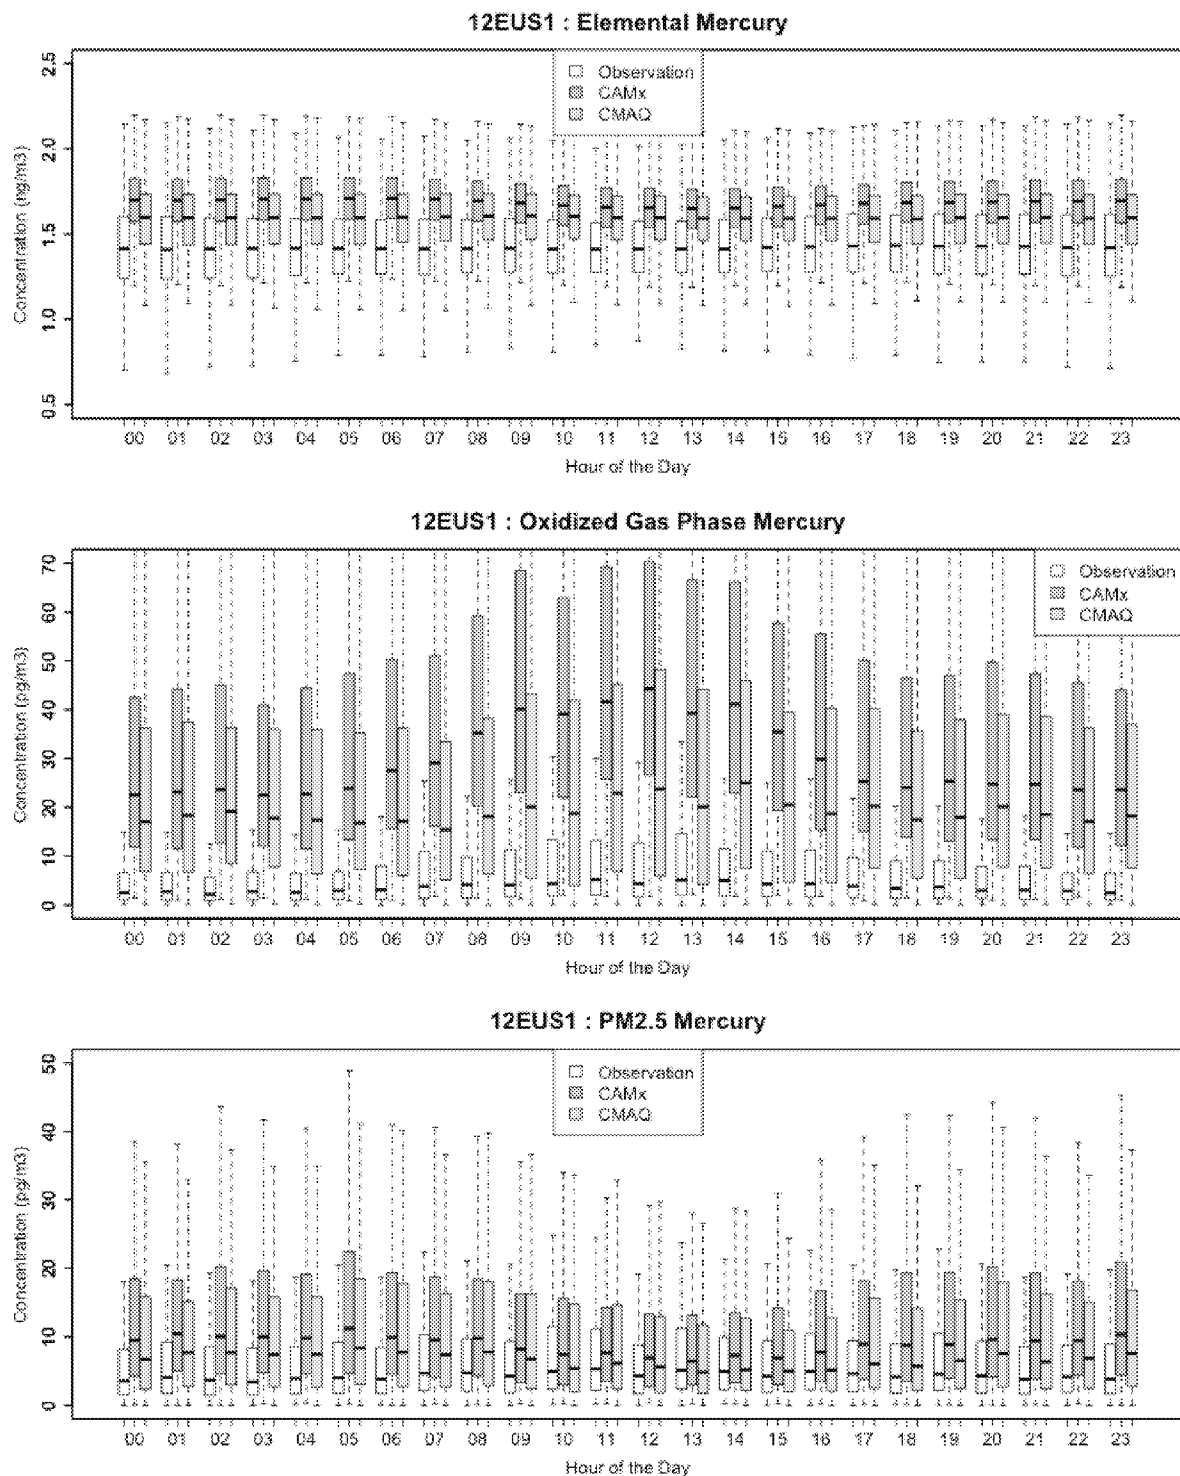 12EUS1 : Elemental Mercury
Concentration (ng/m3)
2.5
2.0
1.5
1.0
0.5
Observation
CAMx
CMAQ
00 01 02 03 04 05 06 07 08 09 10 11 12 13 14 15 16 17 18 19 20 21 22 23
Hour of the Day
12EUS1 : Oxidized Gas Phase Mercury
Concentration (pg/m3)
70
60
50
40
30
20
10
0
Observation
CAMx
CMAQ
00 01 02 03 04 05 06 07 08 09 10 11 12 13 14 15 16 17 18 19 20 21 22 23
Hour of the Day
12EUS1 : PM2.5 Mercury
Concentration (pg/m3)
50
40
30
20
10
0
Observation
CAMx
CMAQ
00 01 02 03 04 05 06 07 08 09 10 11 12 13 14 15 16 17 18 19 20 21 22 23
Hour of the Day